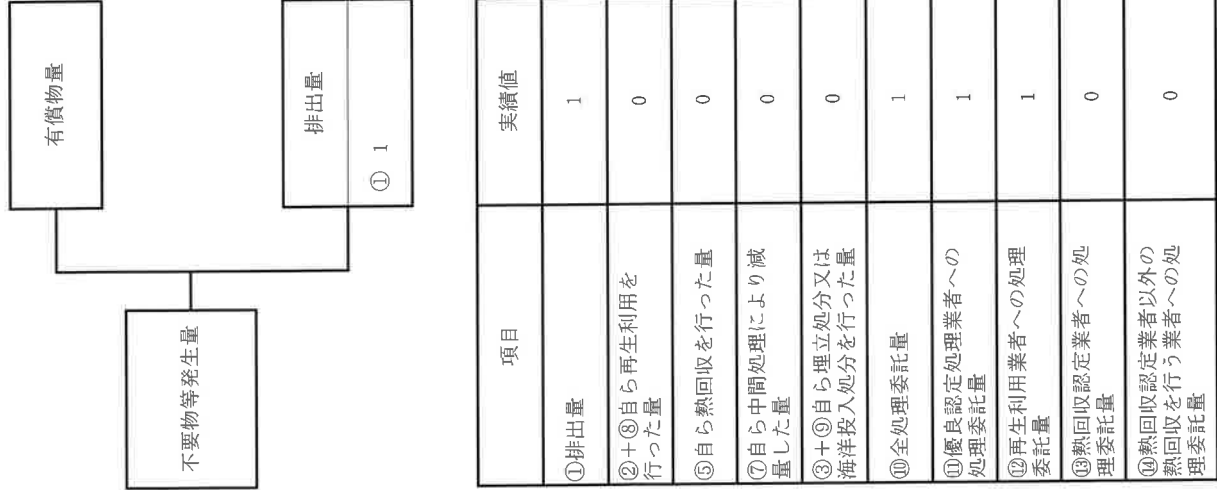 不要物等発生量
有償物量
排出量
① 1
項目
実績値
①排出量
1
②+⑧自ら再生利用を
行った量
0
⑤自ら熱回収を行った量
0
⑦自ら中間処理により減
量した量
0
③+⑨自ら埋立処分又は
海洋投入処分を行った量
0
⑩全処理委託量
1
⑪優良認定処理業者への
処理委託量
1
⑫再生利用業者への処理
委託量
1
⑬熱回収認定業者への処
理委託量
0
⑭熱回収認定業者以外の
熱回収を行う業者への処
理委託量
0